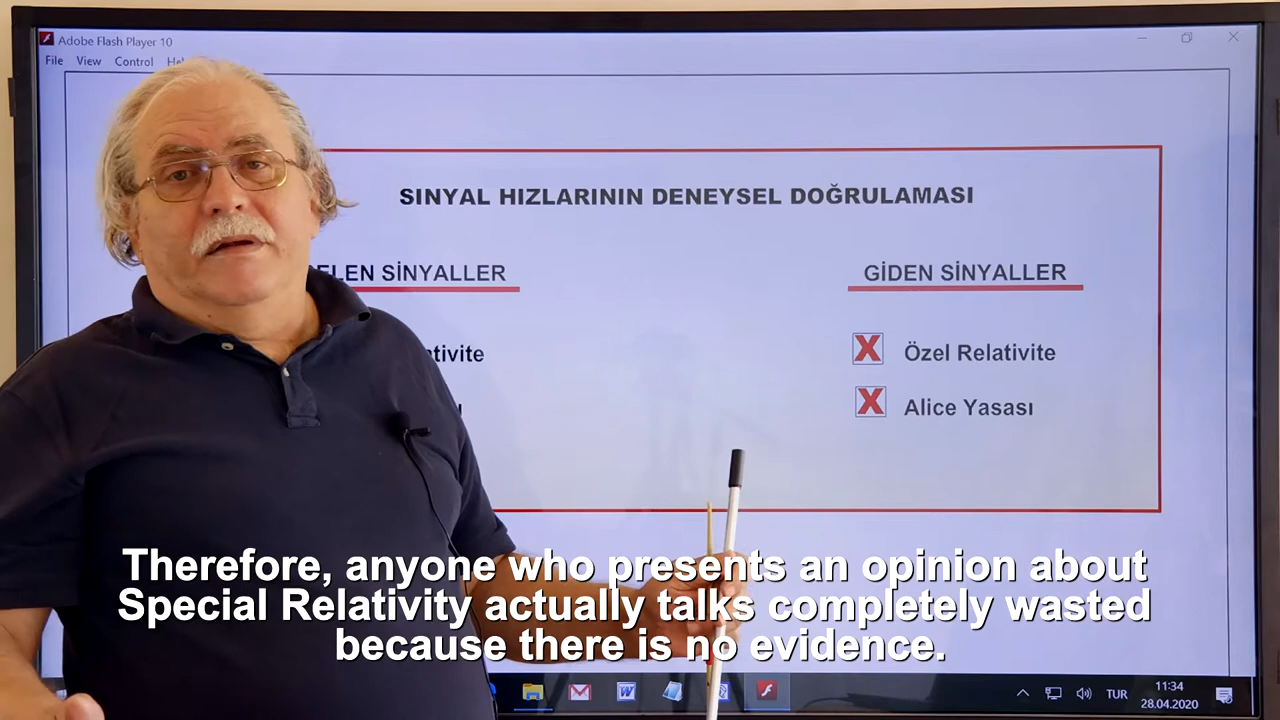 Adobe Flash Player 10
File View Control
SINYAL HIZLARININ DENEYSEL DOĞRULAMASI
SİNYALLER
GİDEN SİNYALLER
X Özel Relativite
X Alice Yasası
Therefore, anyone who presents an opinion about
Special Relativity actually talks completely wasted
because there is no evidence.
TUR
11:34
28.04.2020